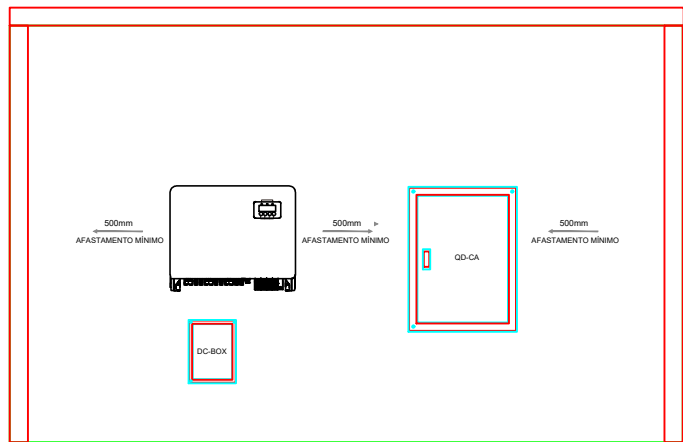 500mm
AFASTAMENTO MÍNIMO
500mm
AFASTAMENTO MÍNIMO
500mm
AFASTAMENTO MÍNIMO
QD-CA
DC-BOX